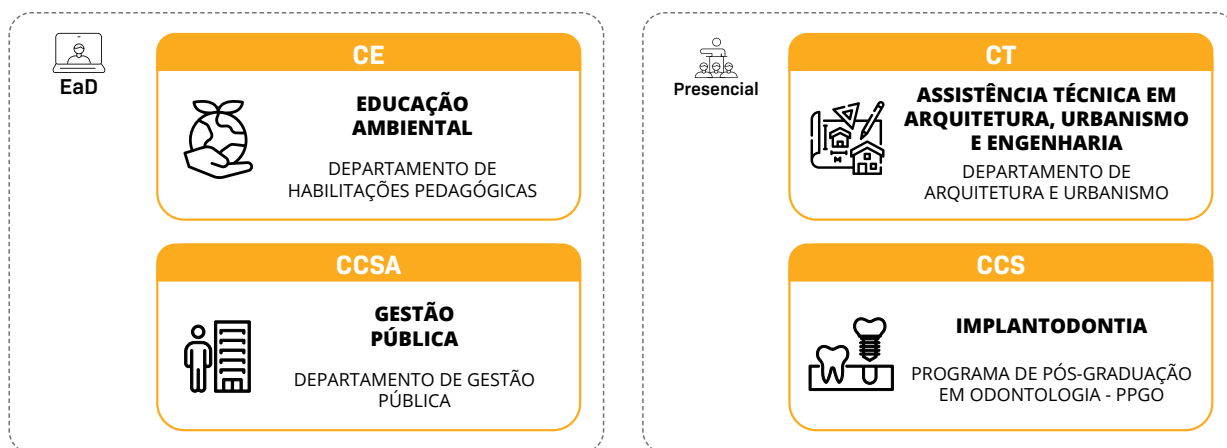 EaD
CE
EDUCAÇÃO
AMBIENTAL
DEPARTAMENTO DE
HABILITAÇÕES PEDAGÓGICAS
CCSA
GESTÃO
PÚBLICA
DEPARTAMENTO DE GESTÃO
PÚBLICA
Presencial
CT
ASSISTÊNCIA TÉCNICA EM
ARQUITETURA, URBANISMO
E ENGENHARIA
DEPARTAMENTO DE
ARQUITETURA E URBANISMO
CCS
IMPLANTODONTIA
PROGRAMA DE PÓS-GRADUAÇÃO
EM ODONTOLOGIA - PPGO